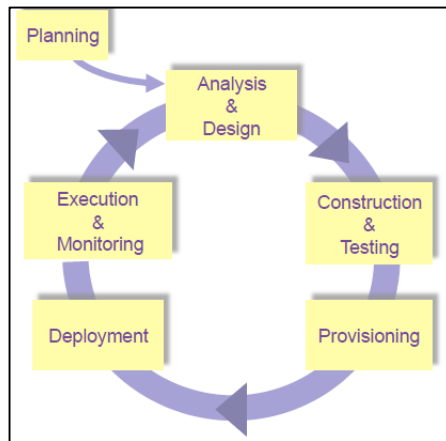 Planning
Analysis
&
Design
Execution
&
Monitoring
Construction
&
Testing
Deployment
Provisioning